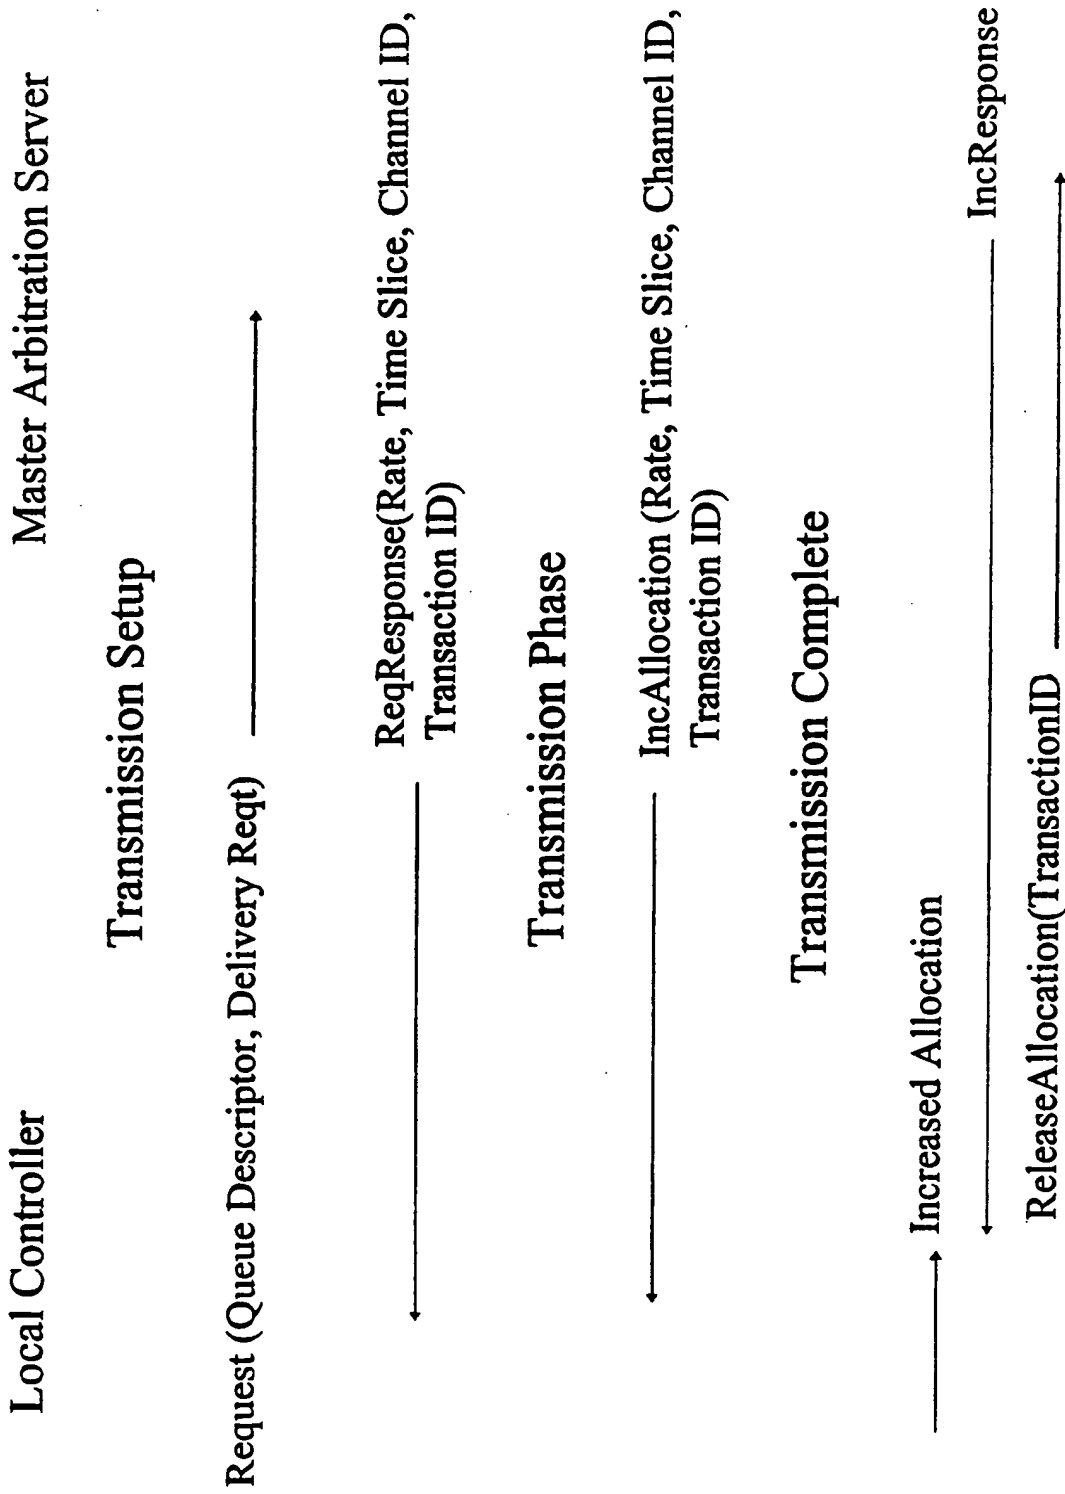 Local Controller
Master Arbitration Server
Transmission Setup
Request (Queue Descriptor, Delivery Reqt)
ReqResponse(Rate, Time Slice, Channel ID,
Transaction ID)
Transmission Phase
IncAllocation (Rate, Time Slice, Channel ID,
Transaction ID)
Transmission Complete
Increased Allocation
IncResponse
ReleaseAllocation(TransactionID